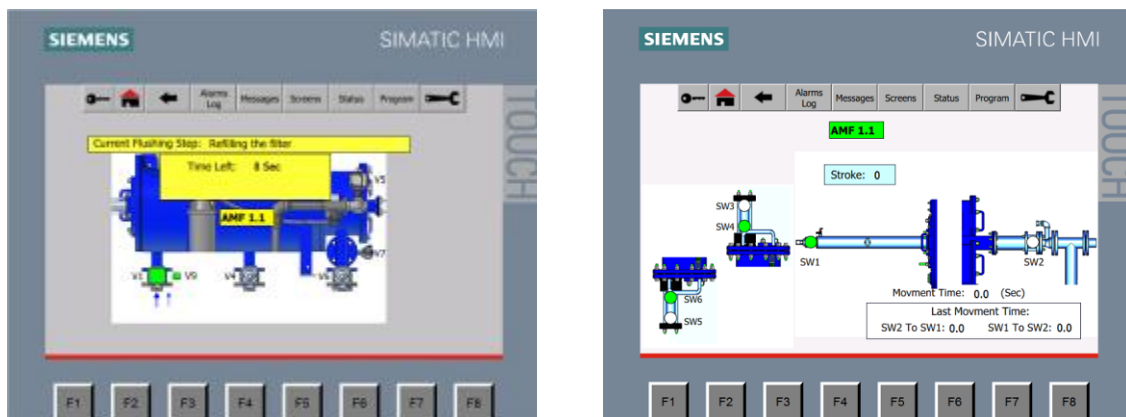 SIEMENS
SIMATIC HMI
TOUCH
Alarms Log Messages Screens Status Program
Current Flushing Step: Refilling the filter
Time Left: 8 Sec
V5
AMF 1.1
V7
V1 V9 V4 V6
F1 F2 F3 F4 F5 F6 F7 F8
SIEMENS
SIMATIC HMI
TOUCH
Alarms Log Messages Screens Status Program
AMF 1.1
Stroke: 0
SW3
SW4
SW1
SW2
SW6
SW5
Movment Time: 0.0 (Sec)
Last Movment Time:
SW2 To SW1: 0.0 SW1 To SW2: 0.0
F1 F2 F3 F4 F5 F6 F7 F8